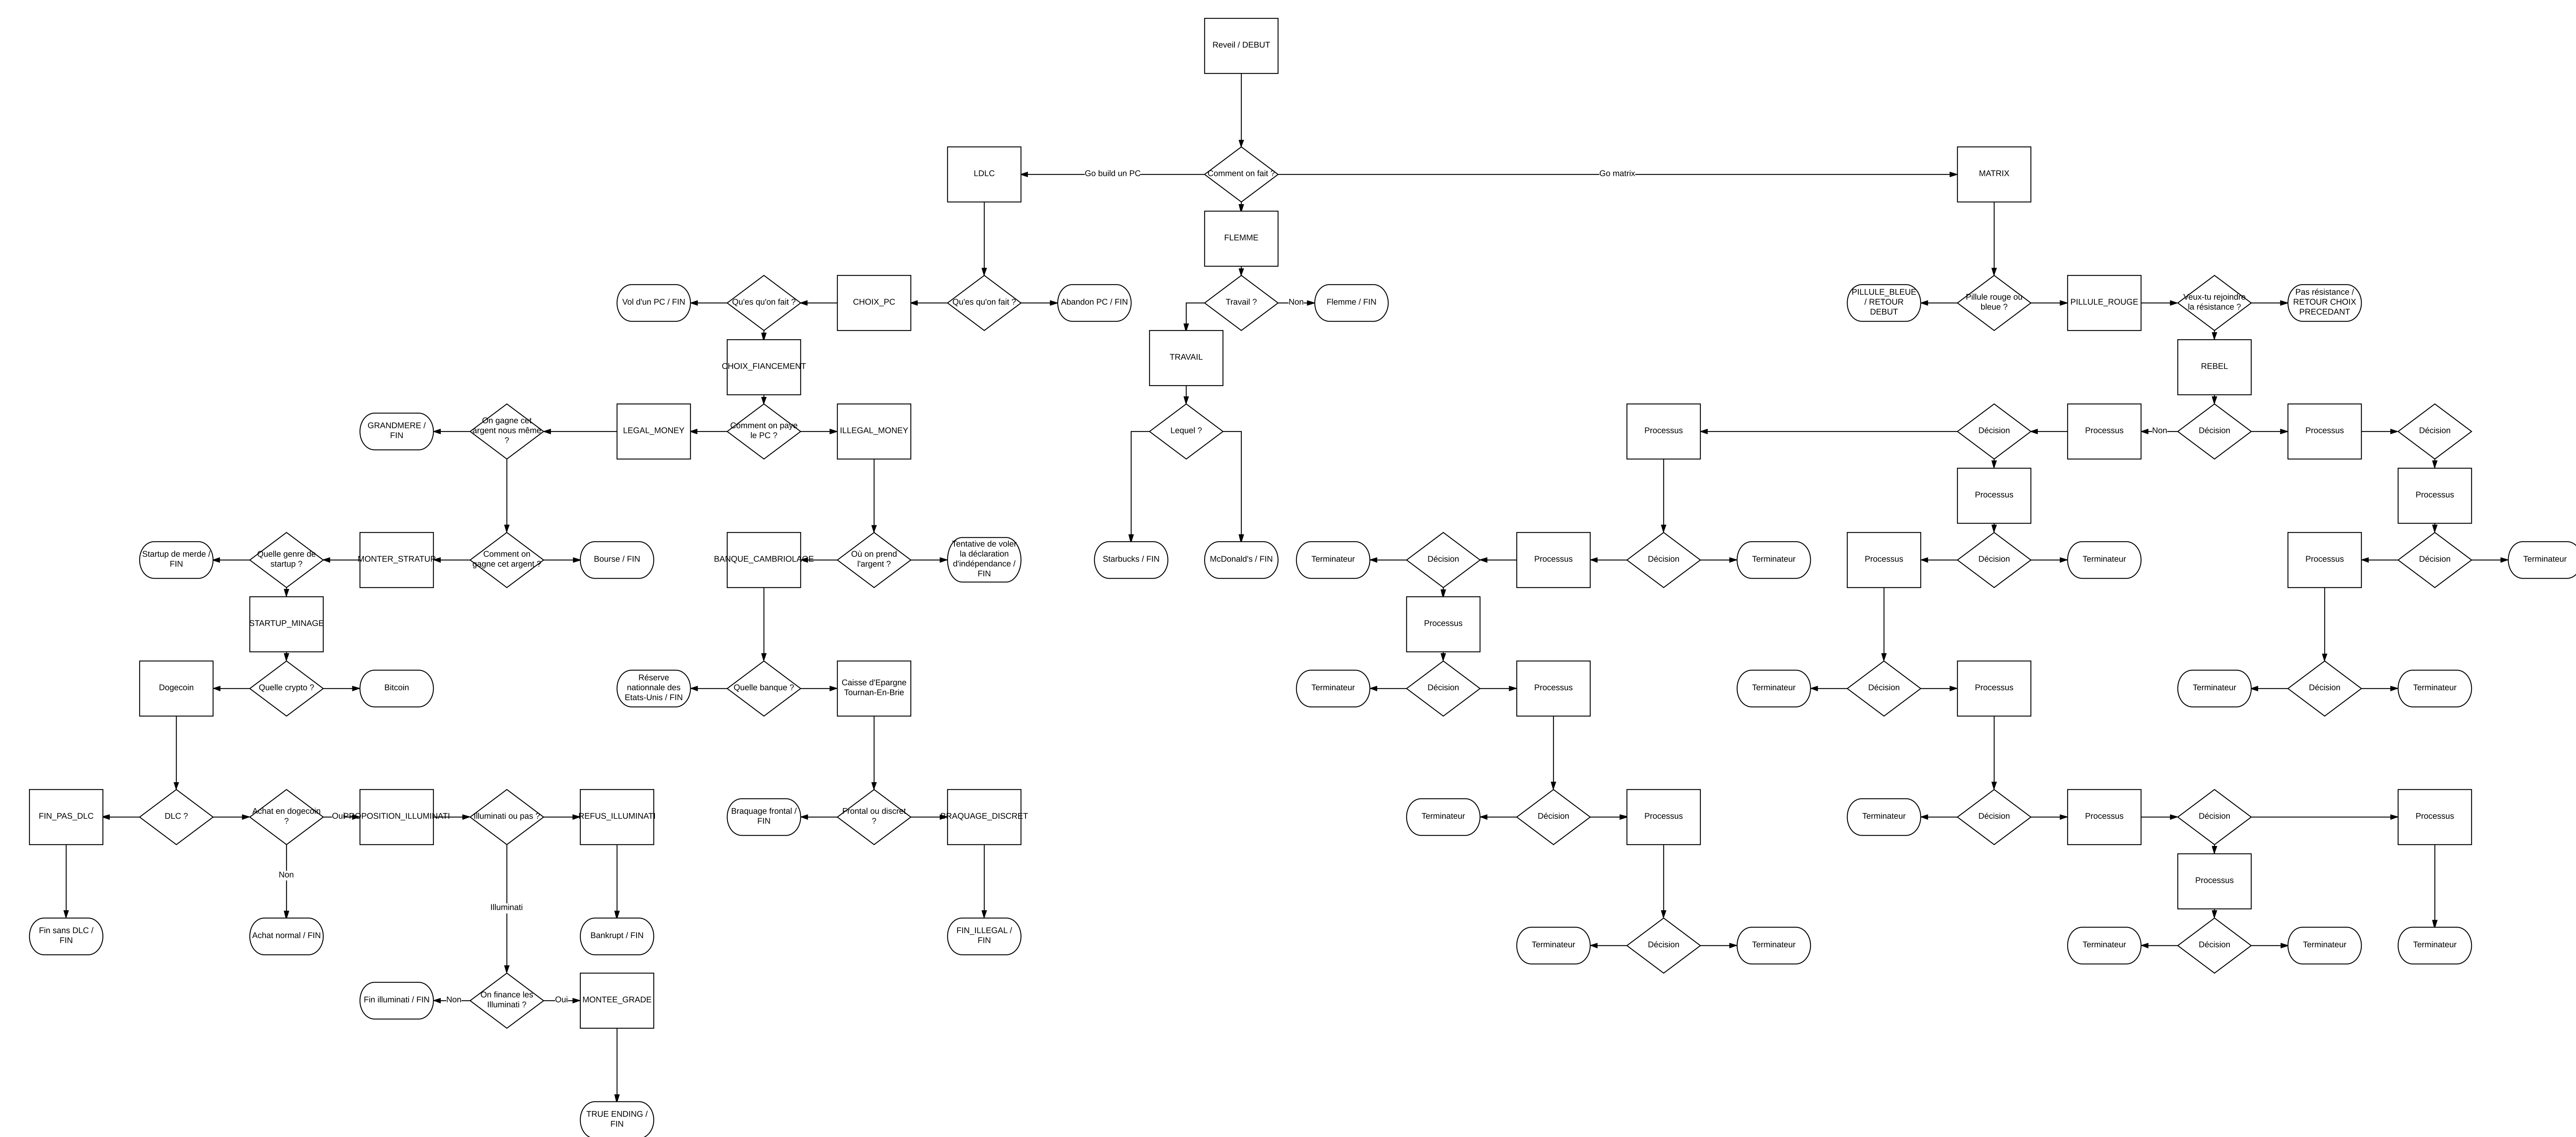 Reveil / DEBUT
LDLC
Go build un PC
Comment on fait ?
Go matrix
MATRIX
FLEMME
Vol d'un PC / FIN
Qu'es qu'on fait ?
CHOIX_PC
Qu'es qu'on fait ?
Abandon PC / FIN
Travail ?
Non
Flemme / FIN
PILLULE_BLEUE
/ RETOUR
DEBUT
Pillule rouge ou
bleue ?
PILLULE_ROUGE
Veux-tu rejoindre
la résistance ?
Pas résistance /
RETOUR CHOIX
PRECEDANT
CHOIX_FIANCEMENT
TRAVAIL
REBEL
GRANDMERE /
FIN
On gagne cet
argent nous même
?
LEGAL_MONEY
Comment on paye
le PC ?
ILLEGAL_MONEY
Lequel ?
Processus
Décision
Processus
Non
Décision
Processus
Décision
Processus
Processus
Startup de merde /
FIN
Quelle genre de
startup ?
MONTER_STRATUP
Comment on
gagne cet argent ?
Bourse / FIN
BANQUE_CAMBRIOLAGE
Où on prend
l'argent ?
Tentative de voler
la déclaration
d'indépendance /
FIN
Starbucks / FIN
McDonald's / FIN
Terminateur
Décision
Processus
Décision
Terminateur
Processus
Décision
Terminateur
Processus
Décision
Terminateur
STARTUP_MINAGE
Processus
Dogecoin
Quelle crypto ?
Bitcoin
Réserve
nationnale des
Etats-Unis / FIN
Quelle banque ?
Caisse d'Epargne
Tournan-En-Brie
Terminateur
Décision
Processus
Terminateur
Décision
Processus
Terminateur
Décision
Terminateur
FIN_PAS_DLC
DLC ?
Achat en dogecoin
?
Oui
PROPOSITION_ILLUMINATI
Illuminati ou pas ?
REFUS_ILLUMINATI
Braquage frontal /
FIN
Frontal ou discret
?
BRAQUAGE_DISCRET
Terminateur
Décision
Processus
Terminateur
Décision
Processus
Décision
Processus
Non
Processus
Illuminati
Fin sans DLC /
FIN
Achat normal / FIN
Bankrupt / FIN
FIN_ILLEGAL /
FIN
Terminateur
Décision
Terminateur
Terminateur
Décision
Terminateur
Terminateur
Fin illuminati / FIN
Non
On finance les
Illuminati ?
Oui
MONTEE_GRADE
TRUE ENDING /
FIN